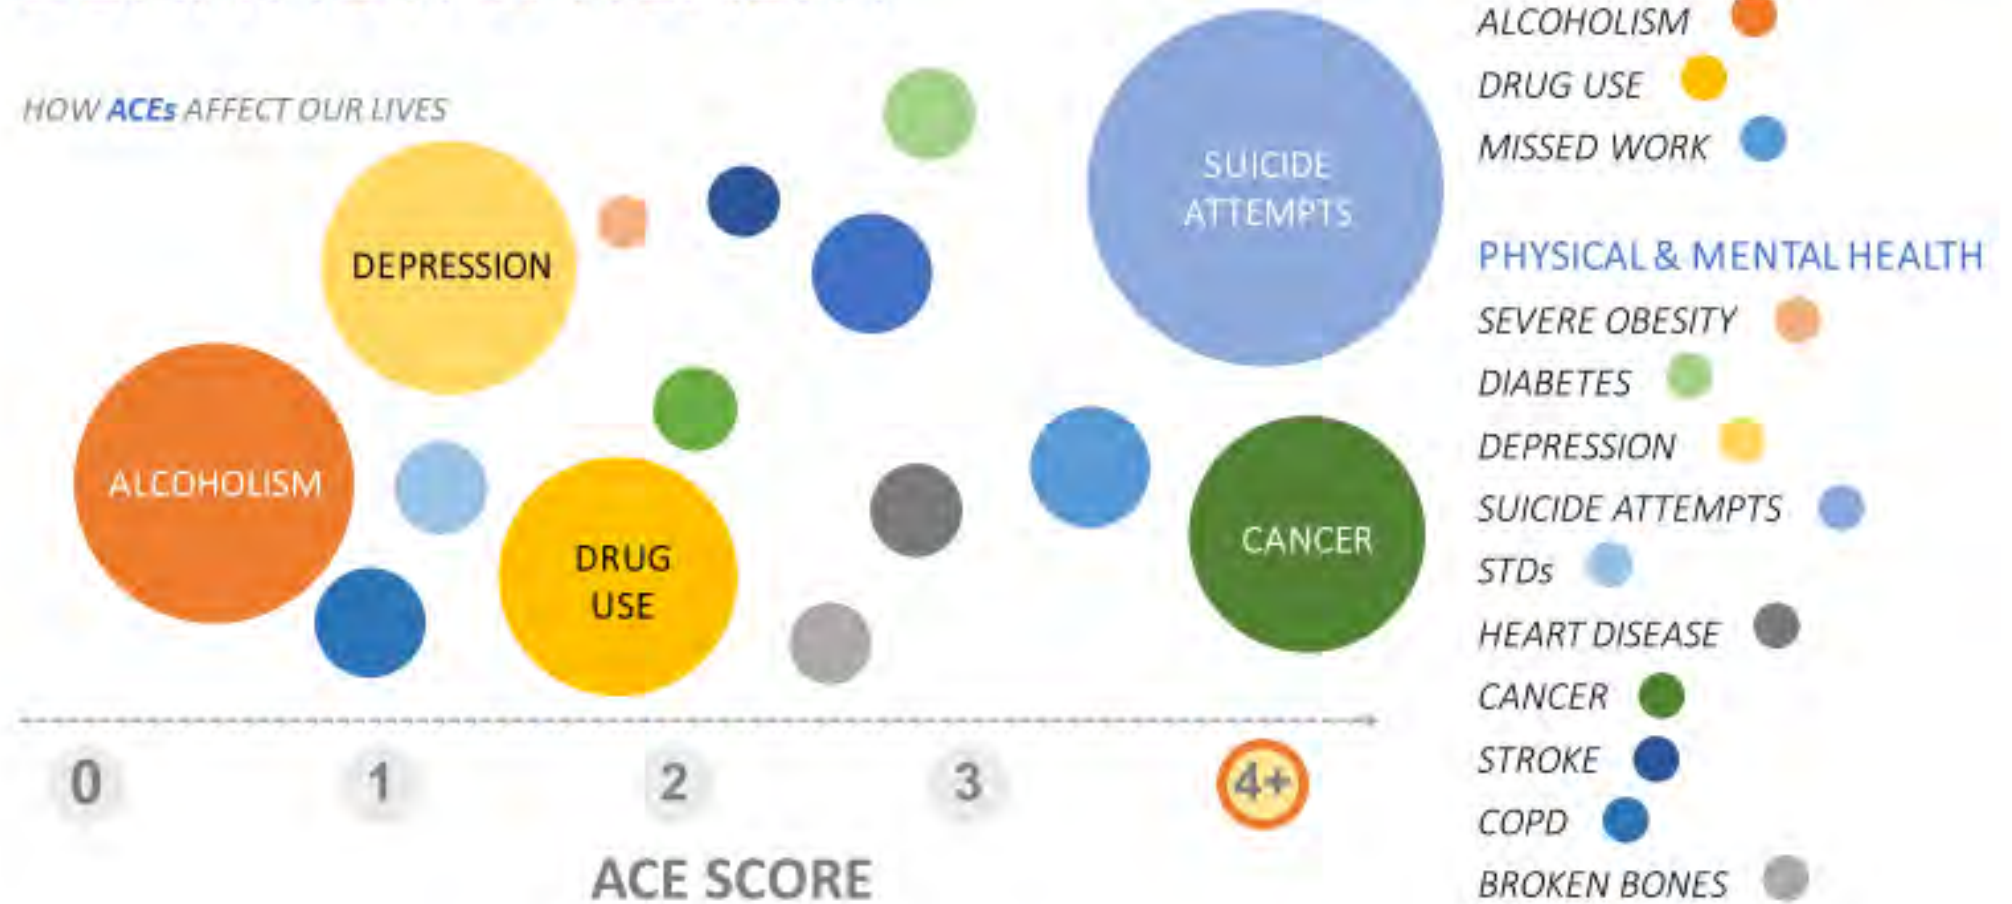 HOW ACEs AFFECT OUR LIVES
DEPRESSION
ALCOHOLISM
DRUG
USE
SUICIDE
ATTEMPTS
CANCER
0
1
2
3
4+
ACE SCORE
ALCOHOLISM
DRUG USE
MISSED WORK
PHYSICAL & MENTAL HEALTH
SEVERE OBESITY
DIABETES
DEPRESSION
SUICIDE ATTEMPTS
STDs
HEART DISEASE
CANCER
STROKE
COPD
BROKEN BONES